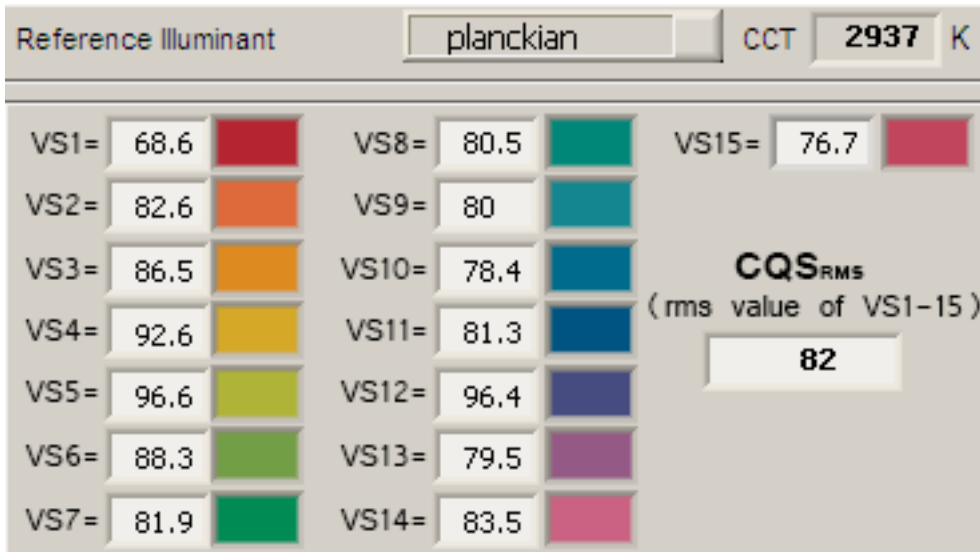 Reference Illuminant planckian CCT 2937 K
VS1= 68.6 VS8= 80.5 VS15= 76.7
VS2= 82.6 VS9= 80
VS3= 86.5 VS10= 78.4
CQSRMS
(rms value of VS1-15)
VS4= 92.6 VS11= 81.3
82
VS5= 96.6 VS12= 96.4
VS6= 88.3 VS13= 79.5
VS7= 81.9 VS14= 83.5